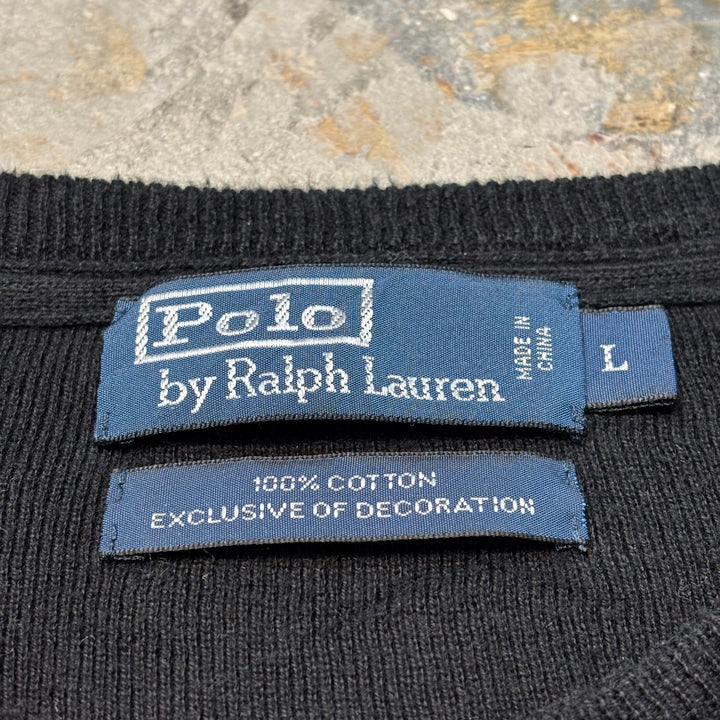 Polo
by Ralph Lauren
MADE IN
CHINA
L
100% COTTON
EXCLUSIVE OF DECORATION